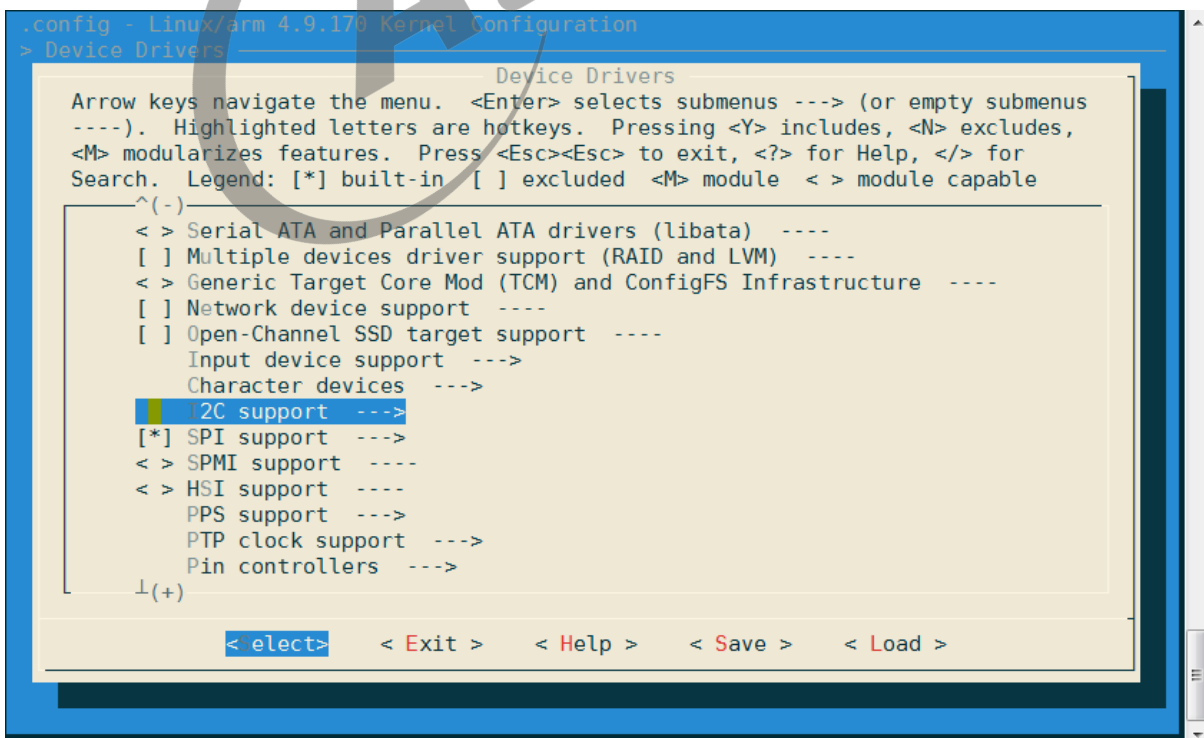 .config - Linux/arm 4.9.170 Kernel Configuration
> Device Drivers
Device Drivers
Arrow keys navigate the menu.  <Enter> selects submenus ---> (or empty submenus
----).  Highlighted letters are hotkeys.  Pressing <Y> includes, <N> excludes,
<M> modularizes features.  Press <Esc><Esc> to exit, <?> for Help, </> for
Search.  Legend: [*] built-in  [ ] excluded  <M> module  < > module capable
^(-)
< > Serial ATA and Parallel ATA drivers (libata)  ----
[ ] Multiple devices driver support (RAID and LVM)  ----
< > Generic Target Core Mod (TCM) and ConfigFS Infrastructure  ----
[ ] Network device support  ----
[ ] Open-Channel SSD target support  ----
Input device support  --->
Character devices  --->
I2C support  --->
[*] SPI support  --->
< > SPMI support  ----
< > HSI support  ----
PPS support  --->
PTP clock support  --->
Pin controllers  --->
┴(+)
<Select>    < Exit >    < Help >    < Save >    < Load >